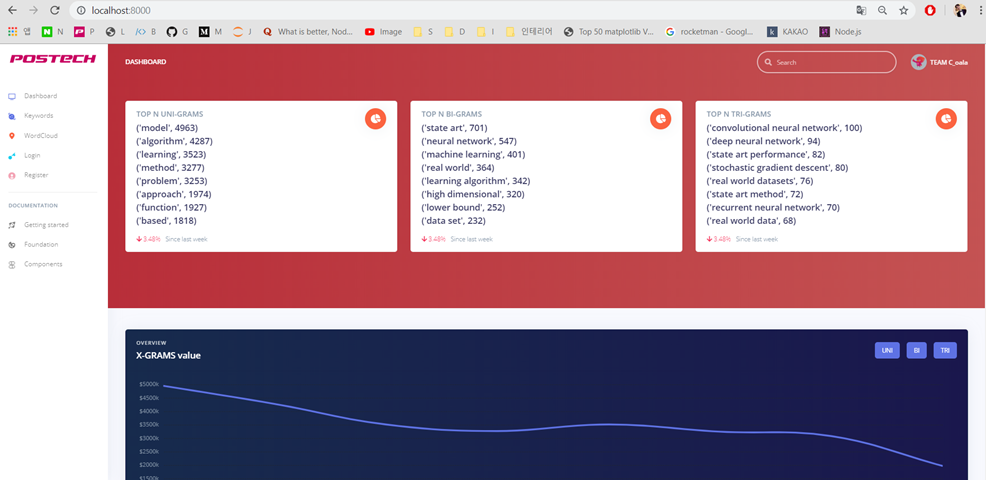 localhost:8000
앱
N
P
L
B
G
M
J
What is better, Nod...
Image
S
D
I
인테리어
Top 50 matplotlib V...
rocketman - Googl...
KAKAO
Node.js
POSTECH
DASHBOARD
Search
TEAM C_oala
Dashboard
Keywords
WordCloud
Login
Register
DOCUMENTATION
Getting started
Foundation
Components
TOP N UNI-GRAMS
('model', 4963)
('algorithm', 4287)
('learning', 3523)
('method', 3277)
('problem', 3253)
('approach', 1974)
('function', 1927)
('based', 1818)
3.48% Since last week
TOP N BI-GRAMS
('state art', 701)
('neural network', 547)
('machine learning', 401)
('real world', 364)
('learning algorithm', 342)
('high dimensional', 320)
('lower bound', 252)
('data set', 232)
3.48% Since last week
TOP N TRI-GRAMS
('convolutional neural network', 100)
('deep neural network', 94)
('state art performance', 82)
('stochastic gradient descent', 80)
('real world datasets', 76)
('state art method', 72)
('recurrent neural network', 70)
('real world data', 68)
3.48% Since last week
OVERVIEW
X-GRAMS value
UNI
BI
TRI
$5000k
$4500k
$4000k
$3500k
$3000k
$2500k
$2000k
$1500k